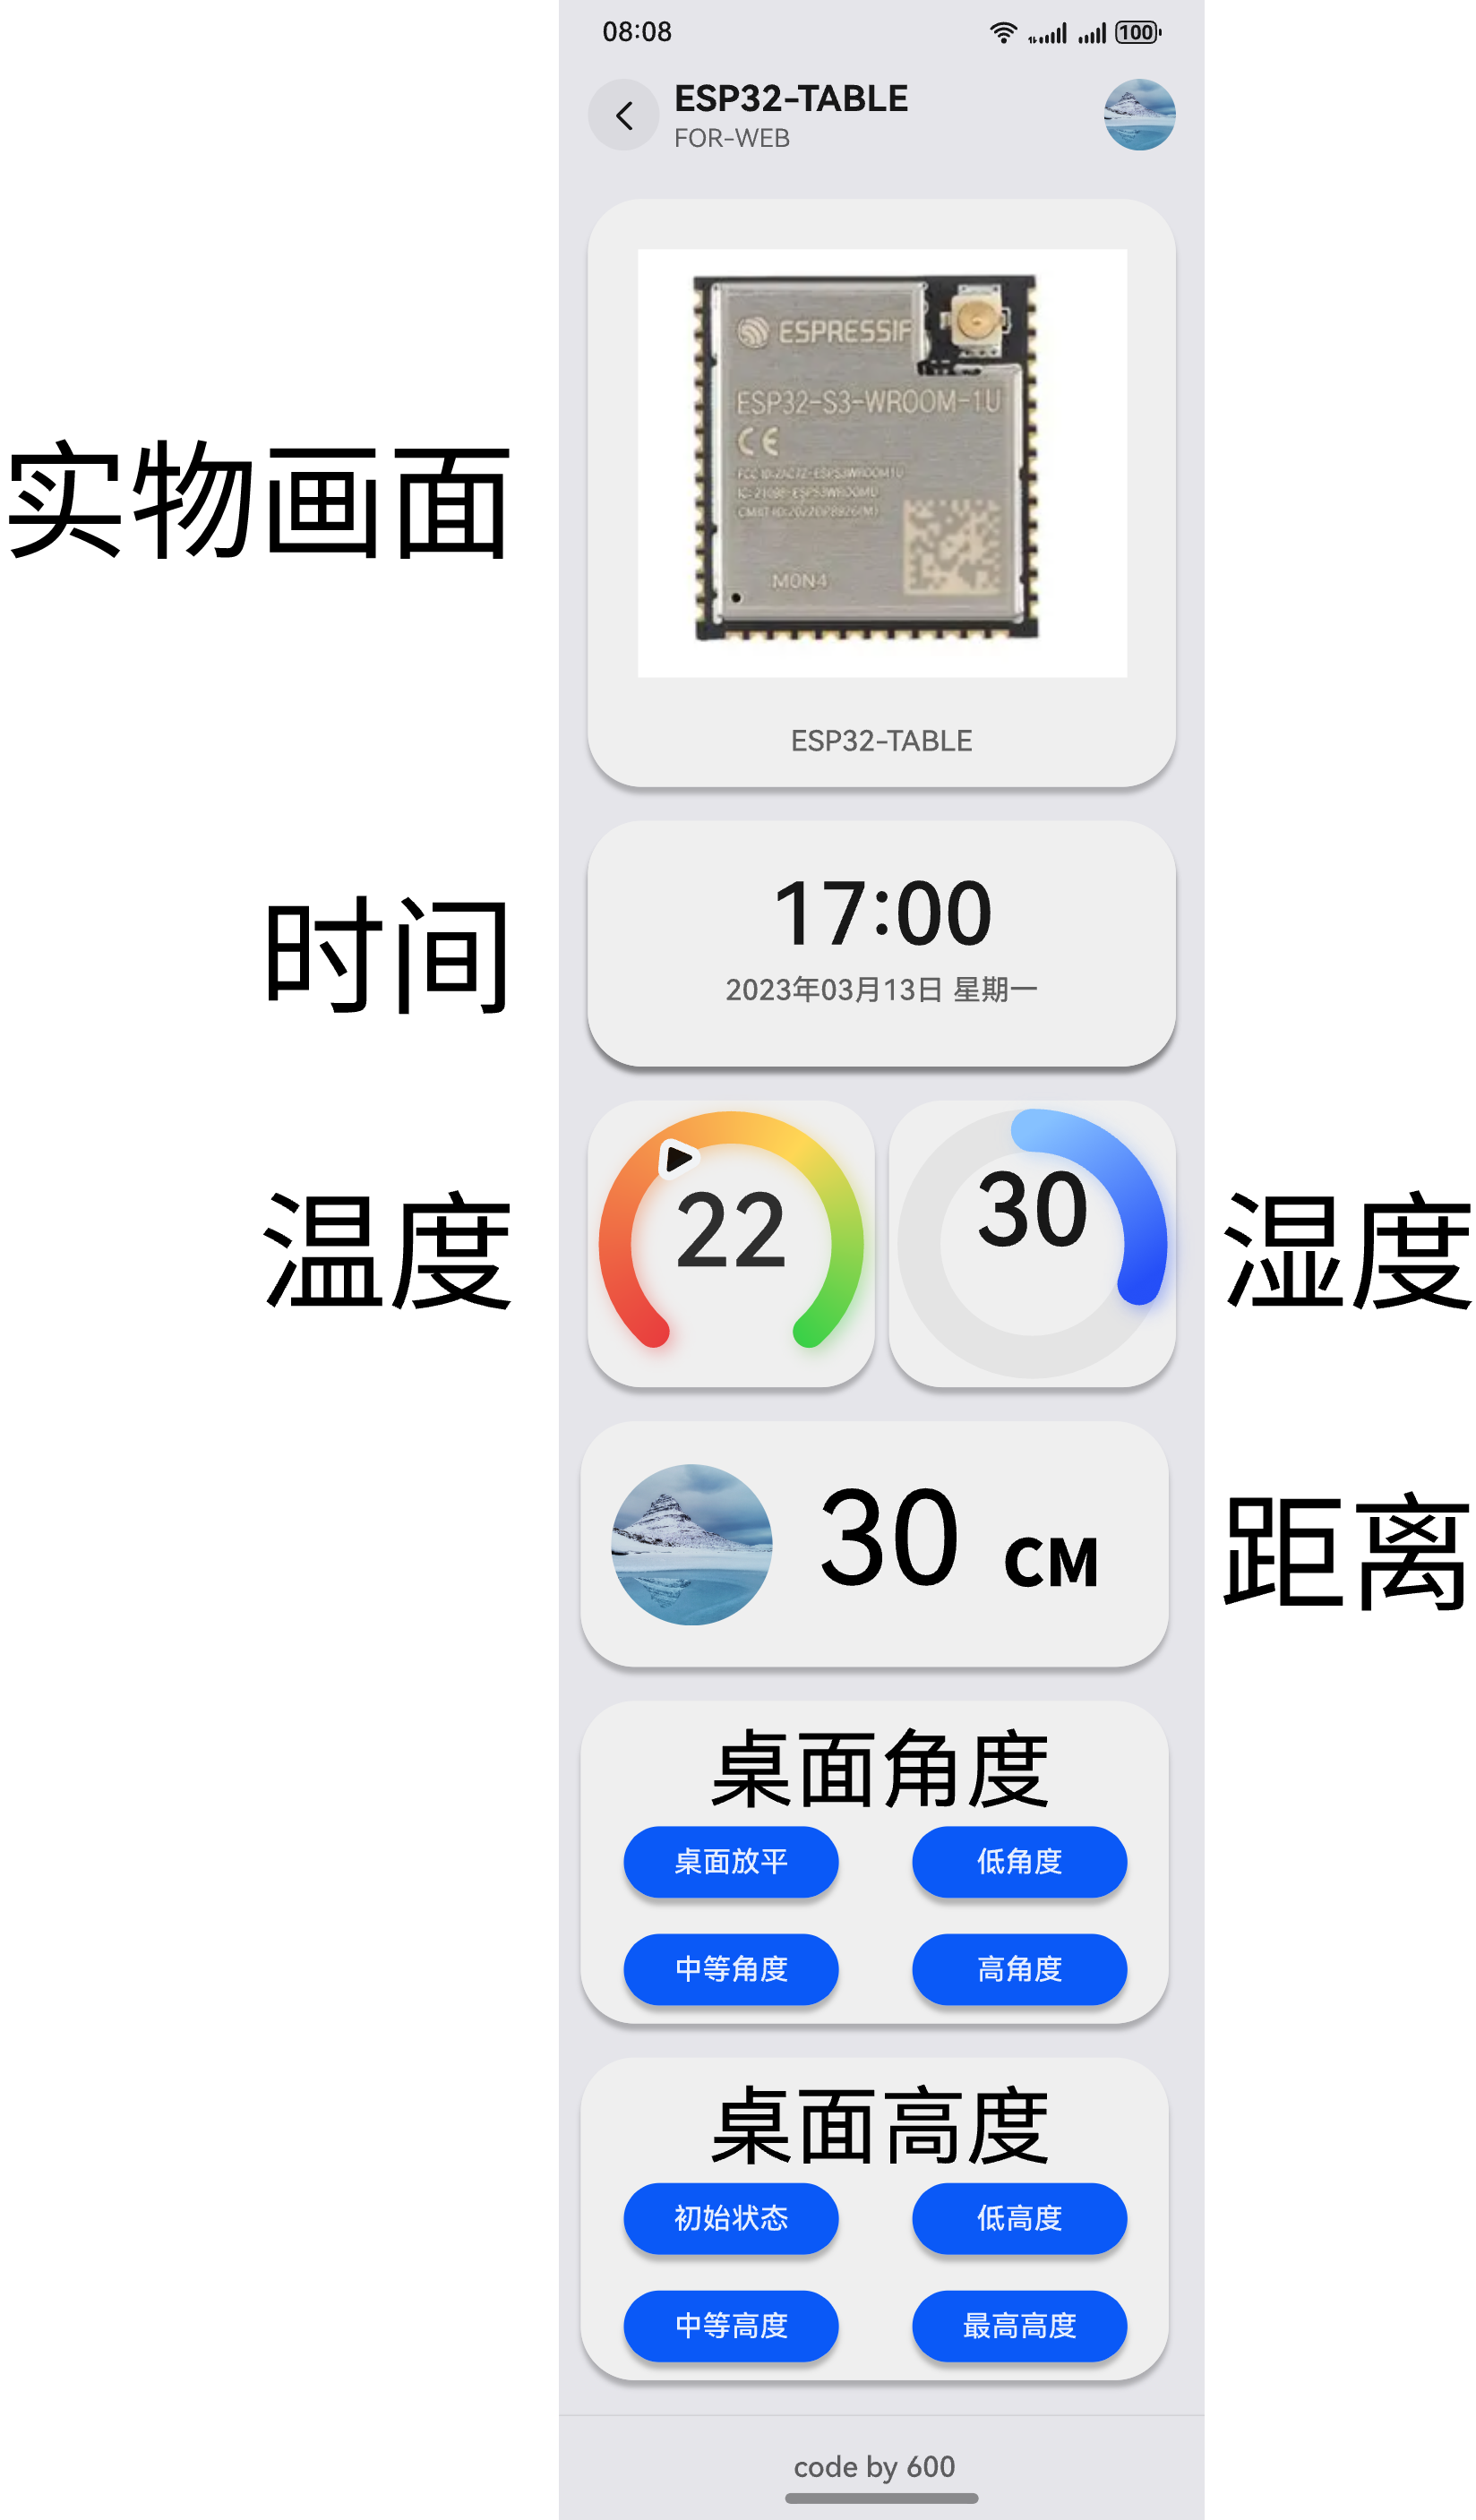 08:08
100
ESP32-TABLE
FOR-WEB
ESPRESSIF
ESP32-S3-WROOM-1U
CE
M0N4
实物画面
ESP32-TABLE
时间
17:00
2023年03月13日 星期一
温度
22
30
湿度
30 CM
距离
桌面角度
桌面放平
低角度
中等角度
高角度
桌面高度
初始状态
低高度
中等高度
最高高度
code by 600